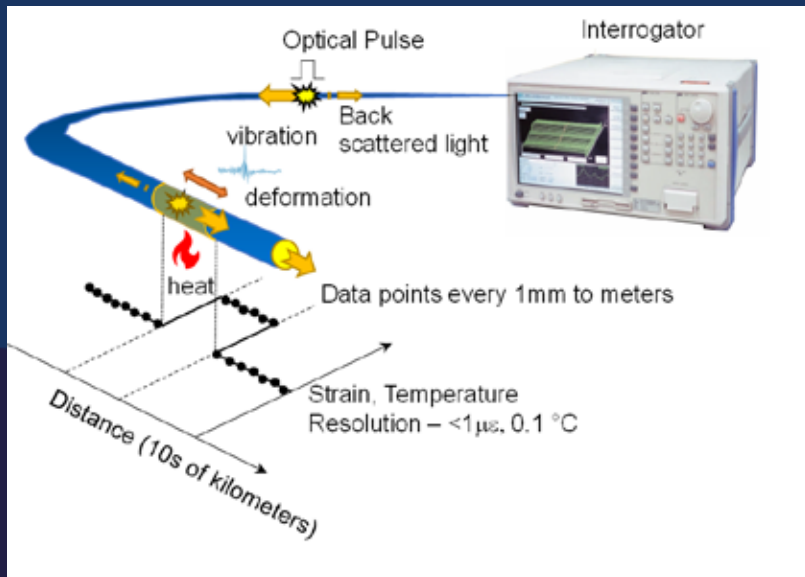 Interrogator
Optical Pulse
Back
scattered light
vibration
deformation
heat
Data points every 1mm to meters
Strain, Temperature
Resolution – <1με, 0.1 °C
Distance (10s of kilometers)